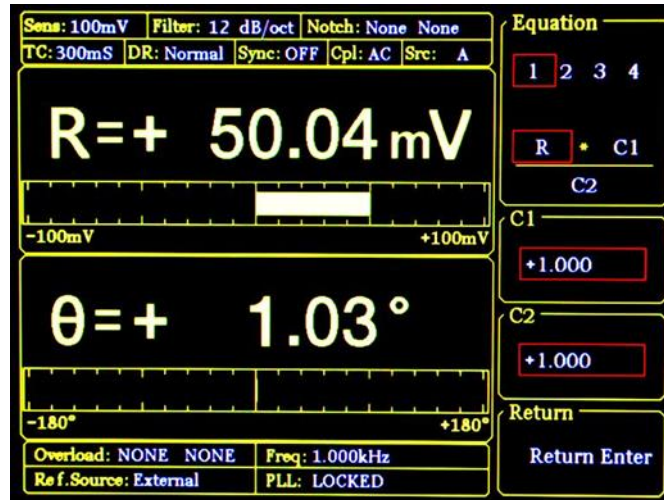 Sens: 100mV Filter: 12 dB/oct Notch: None None
TC: 300mS DR: Normal Sync: OFF Cpl: AC Src: A
R=+ 50.04 mV
-100mV +100mV
θ=+ 1.03°
-180° +180°
Overload: NONE NONE Freq: 1.000kHz
Ref.Source: External PLL: LOCKED
Equation
1 2 3 4
R * C1
C2
C1
+1.000
C2
+1.000
Return
Return Enter